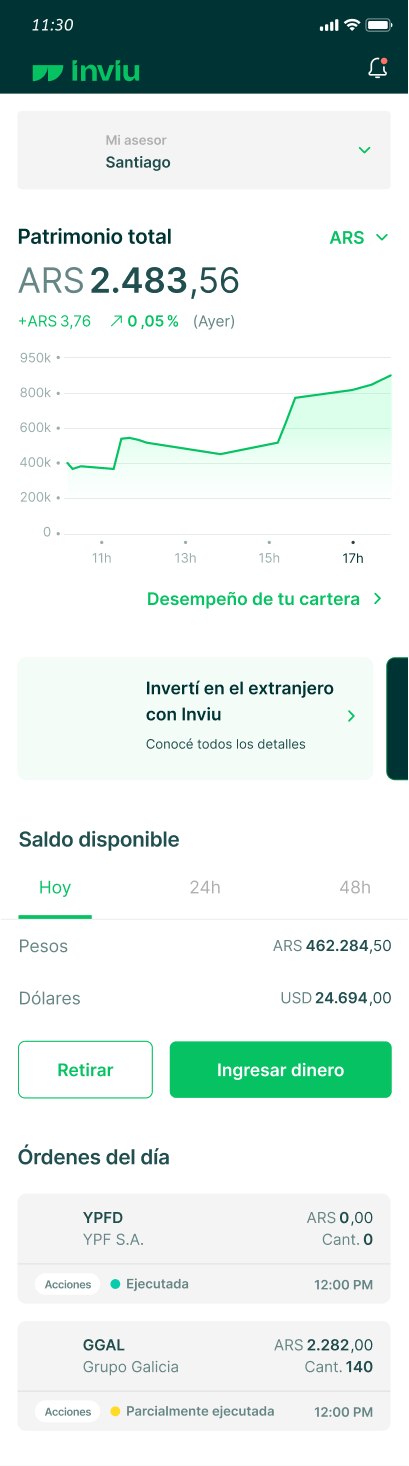 11:30
inviu
Mi asesor
Santiago
Patrimonio total
ARS
ARS 2.483,56
+ARS 3,76 0,05 % (Ayer)
950k
800k
600k
400k
200k
0
11h 13h 15h 17h
Desempeño de tu cartera
Invertí en el extranjero
con Inviu
Conocé todos los detalles
Saldo disponible
Hoy 24h 48h
Pesos ARS 462.284,50
Dólares USD 24.694,00
Retirar Ingresar dinero
Órdenes del día
YPFD ARS 0,00
YPF S.A. Cant. 0
Acciones Ejecutada 12:00 PM
GGAL ARS 2.282,00
Grupo Galicia Cant. 140
Acciones Parcialmente ejecutada 12:00 PM